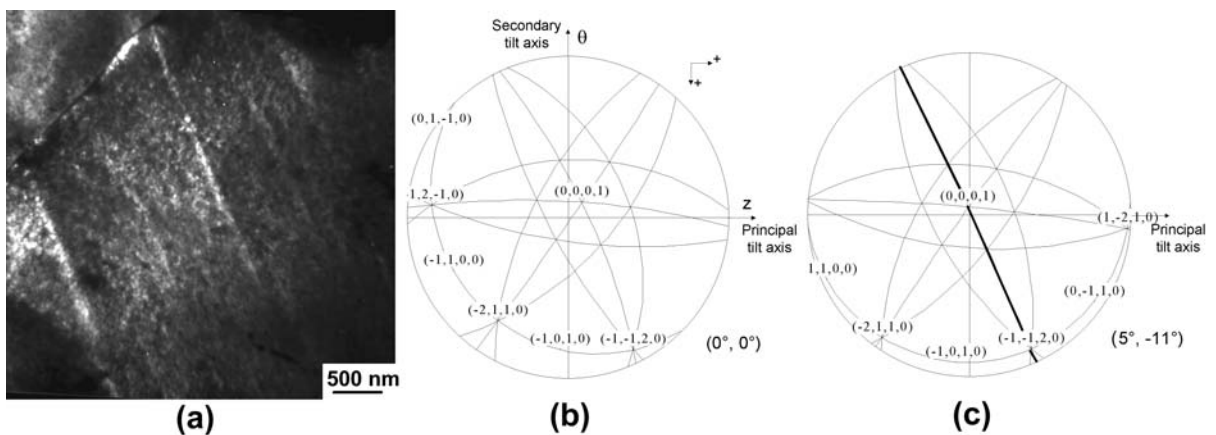 500 nm
(a)
Secondary
tilt axis
θ
+
+
(0,1,-1,0)
1,2,-1,0)
(0,0,0,1)
z
Principal
tilt axis
(-1,1,0,0)
(-2,1,1,0)
(-1,0,1,0)
(-1,-1,2,0)
(0°, 0°)
(b)
Secondary
tilt axis
θ
(0,0,0,1)
(1,-2,1,0)
Principal
tilt axis
1,1,0,0)
(0,-1,1,0)
(-2,1,1,0)
(-1,0,1,0)
(-1,-1,2,0)
(5°, -11°)
(c)